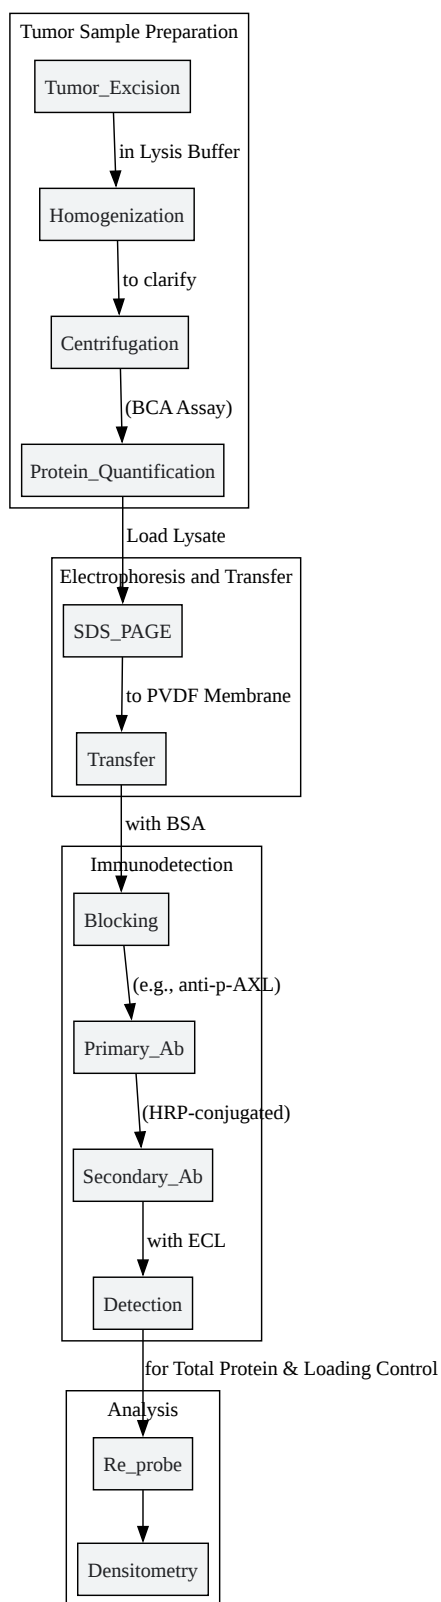 Tumor Sample Preparation
Tumor_Excision
in Lysis Buffer
Homogenization
to clarify
Centrifugation
(BCA Assay)
Protein_Quantification
Load Lysate
Electrophoresis and Transfer
SDS_PAGE
to PVDF Membrane
Transfer
with BSA
Immunodetection
Blocking
(e.g., anti-p-AXL)
Primary_Ab
(HRP-conjugated)
Secondary_Ab
with ECL
Detection
for Total Protein & Loading Control
Analysis
Re_probe
Densitometry